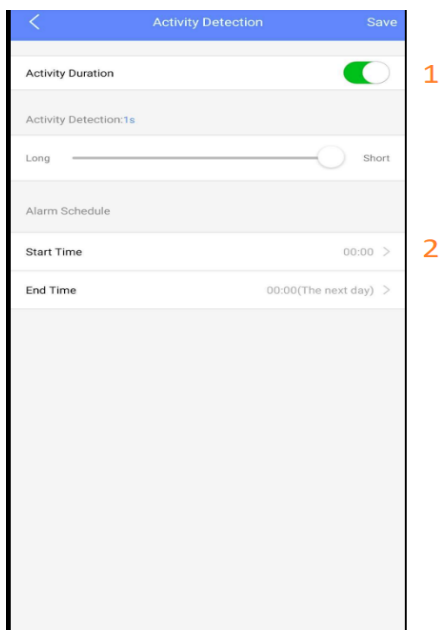 Activity Detection Save
Activity Duration 1
Activity Detection:1s
Long Short
Alarm Schedule
Start Time 00:00 > 2
End Time 00:00(The next day) >